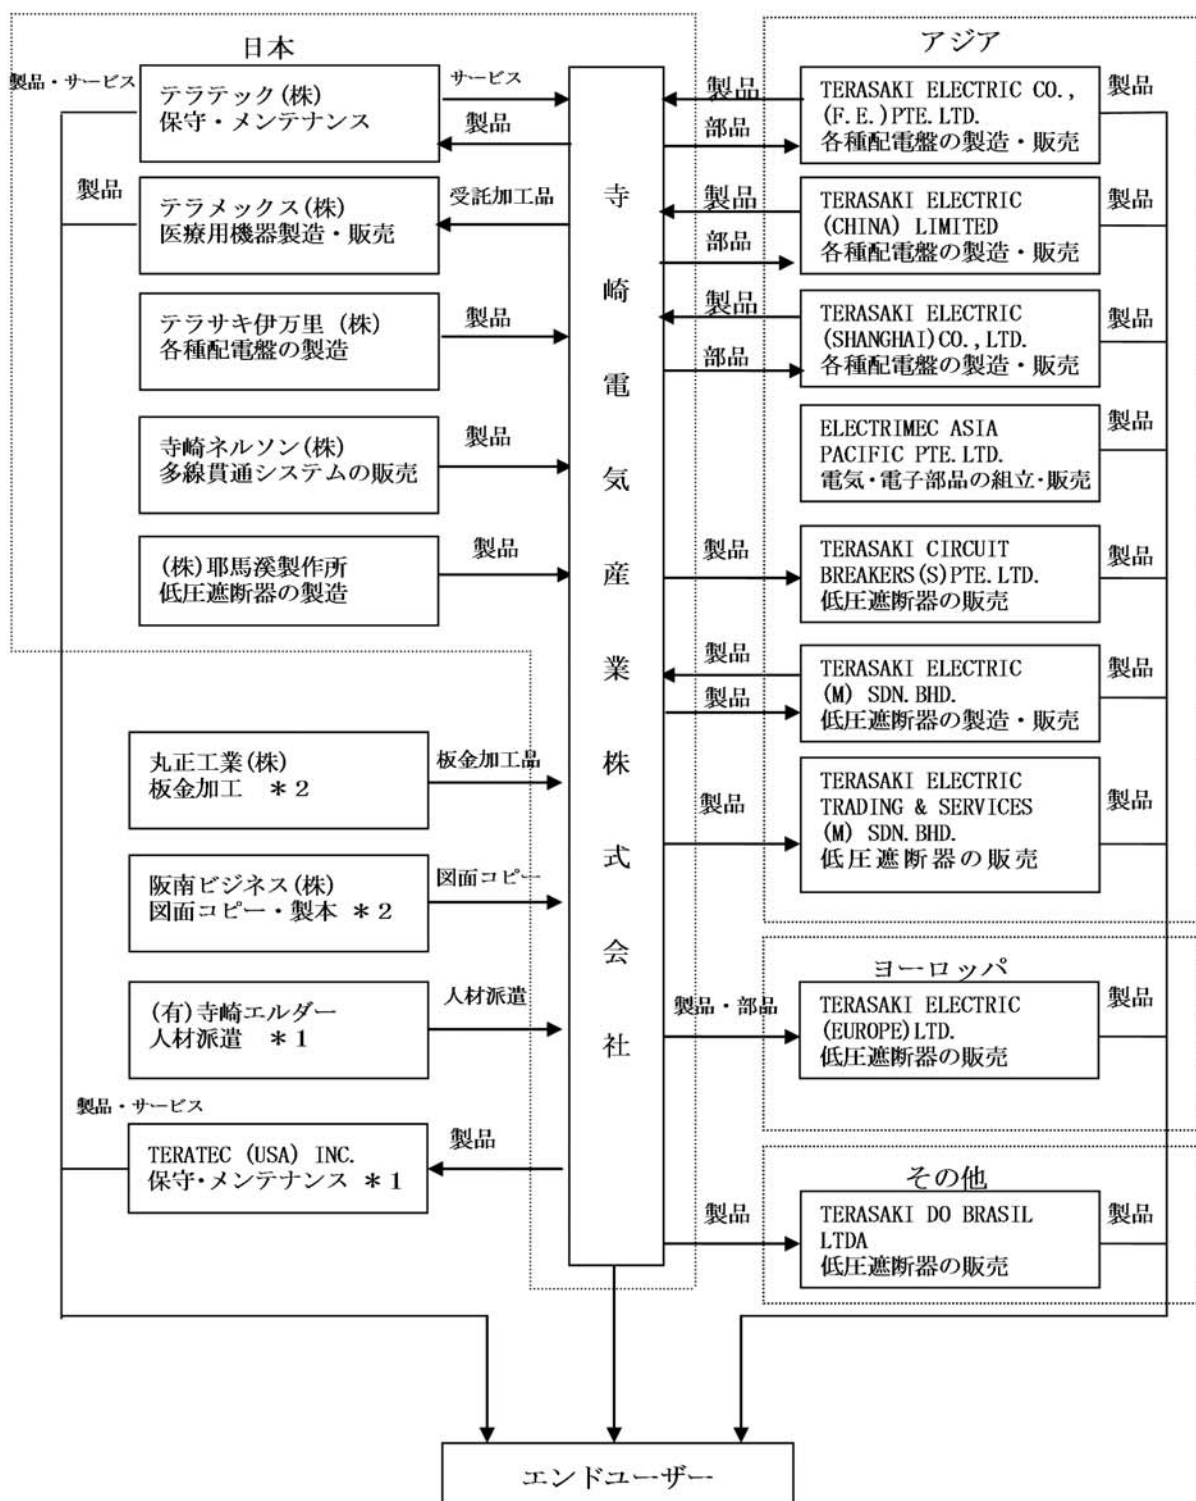 日本
製品・サービス
テラテック(株)
保守・メンテナンス
サービス
製品
製品
テラメックス(株)
医療用機器製造・販売
受託加工品
テラサキ伊万里 (株)
各種配電盤の製造
製品
寺崎ネルソン(株)
多線貫通システムの販売
製品
(株)耶馬溪製作所
低圧遮断器の製造
製品
丸正工業(株)
板金加工 *2
板金加工品
阪南ビジネス(株)
図面コピー・製本 *2
図面コピー
(有)寺崎エルダー
人材派遣 *1
人材派遣
製品・サービス
TERATEC (USA) INC.
保守・メンテナンス *1
製品
寺崎電気産業株式会社
アジア
製品
部品
TERASAKI ELECTRIC CO.,
(F.E.)PTE.LTD.
各種配電盤の製造・販売
製品
製品
部品
TERASAKI ELECTRIC
(CHINA) LIMITED
各種配電盤の製造・販売
製品
製品
部品
TERASAKI ELECTRIC
(SHANGHAI)CO.,LTD.
各種配電盤の製造・販売
製品
ELECTRIMEC ASIA
PACIFIC PTE.LTD.
電気・電子部品の組立・販売
製品
製品
TERASAKI CIRCUIT
BREAKERS(S)PTE.LTD.
低圧遮断器の販売
製品
製品
製品
TERASAKI ELECTRIC
(M) SDN.BHD.
低圧遮断器の製造・販売
製品
製品
TERASAKI ELECTRIC
TRADING & SERVICES
(M) SDN.BHD.
低圧遮断器の販売
製品
ヨーロッパ
製品・部品
TERASAKI ELECTRIC
(EUROPE)LTD.
低圧遮断器の販売
製品
その他
製品
TERASAKI DO BRASIL
LTDA
低圧遮断器の販売
製品
エンドユーザー